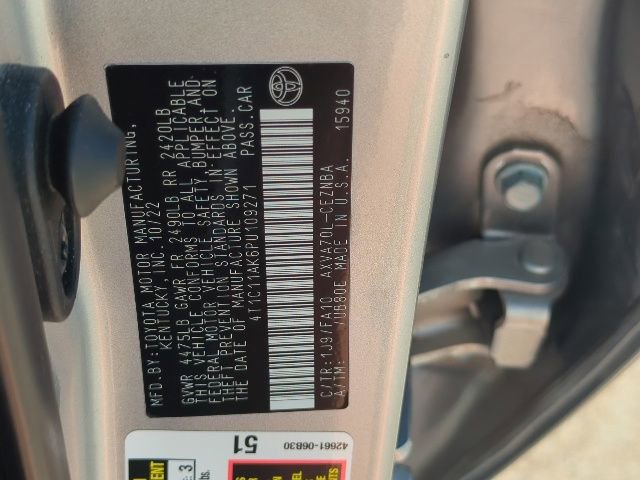 MFD. BY: TOYOTA MOTOR MANUFACTURING,
KENTUCKY, INC. 10/22
GVWR 4475LB GAWR FR 2490LB RR 2420LB
THIS VEHICLE CONFORMS TO ALL APPLICABLE
FEDERAL MOTOR VEHICLE SAFETY, BUMPER AND
THEFT PREVENTION STANDARDS IN EFFECT ON
THE DATE OF MANUFACTURE SHOWN ABOVE.
4T1C11AK6PU109271 PASS.CAR
C/TR:1J9/FA10 AXVA70L-CEZNBA
A/TM: /UB80E MADE IN U.S.A. 15940
51
42661-06B30